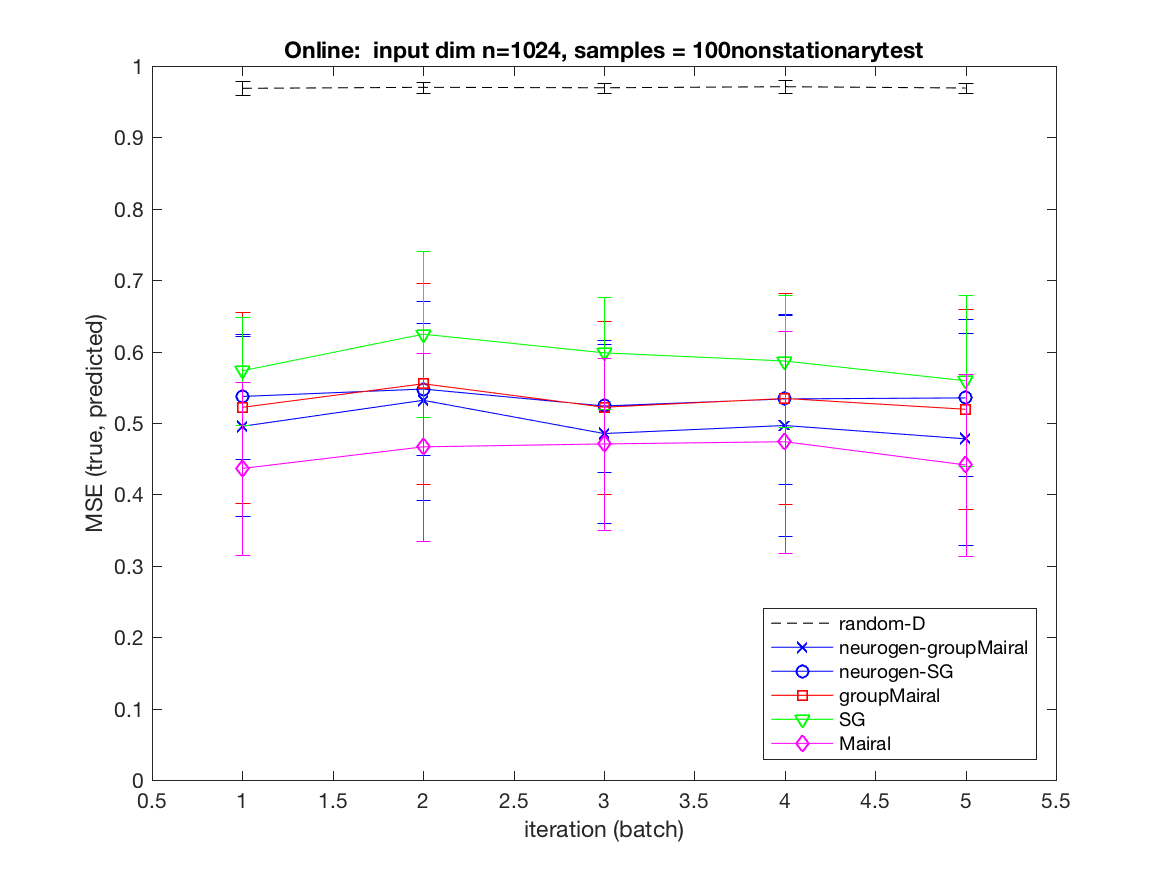 Online:  input dim n=1024, samples = 100nonstationarytest
1
0.9
0.8
0.7
0.6
0.5
0.4
0.3
0.2
0.1
0
MSE (true, predicted)
random-D
neurogen-groupMairal
neurogen-SG
groupMairal
SG
Mairal
0.5 1 1.5 2 2.5 3 3.5 4 4.5 5 5.5
iteration (batch)